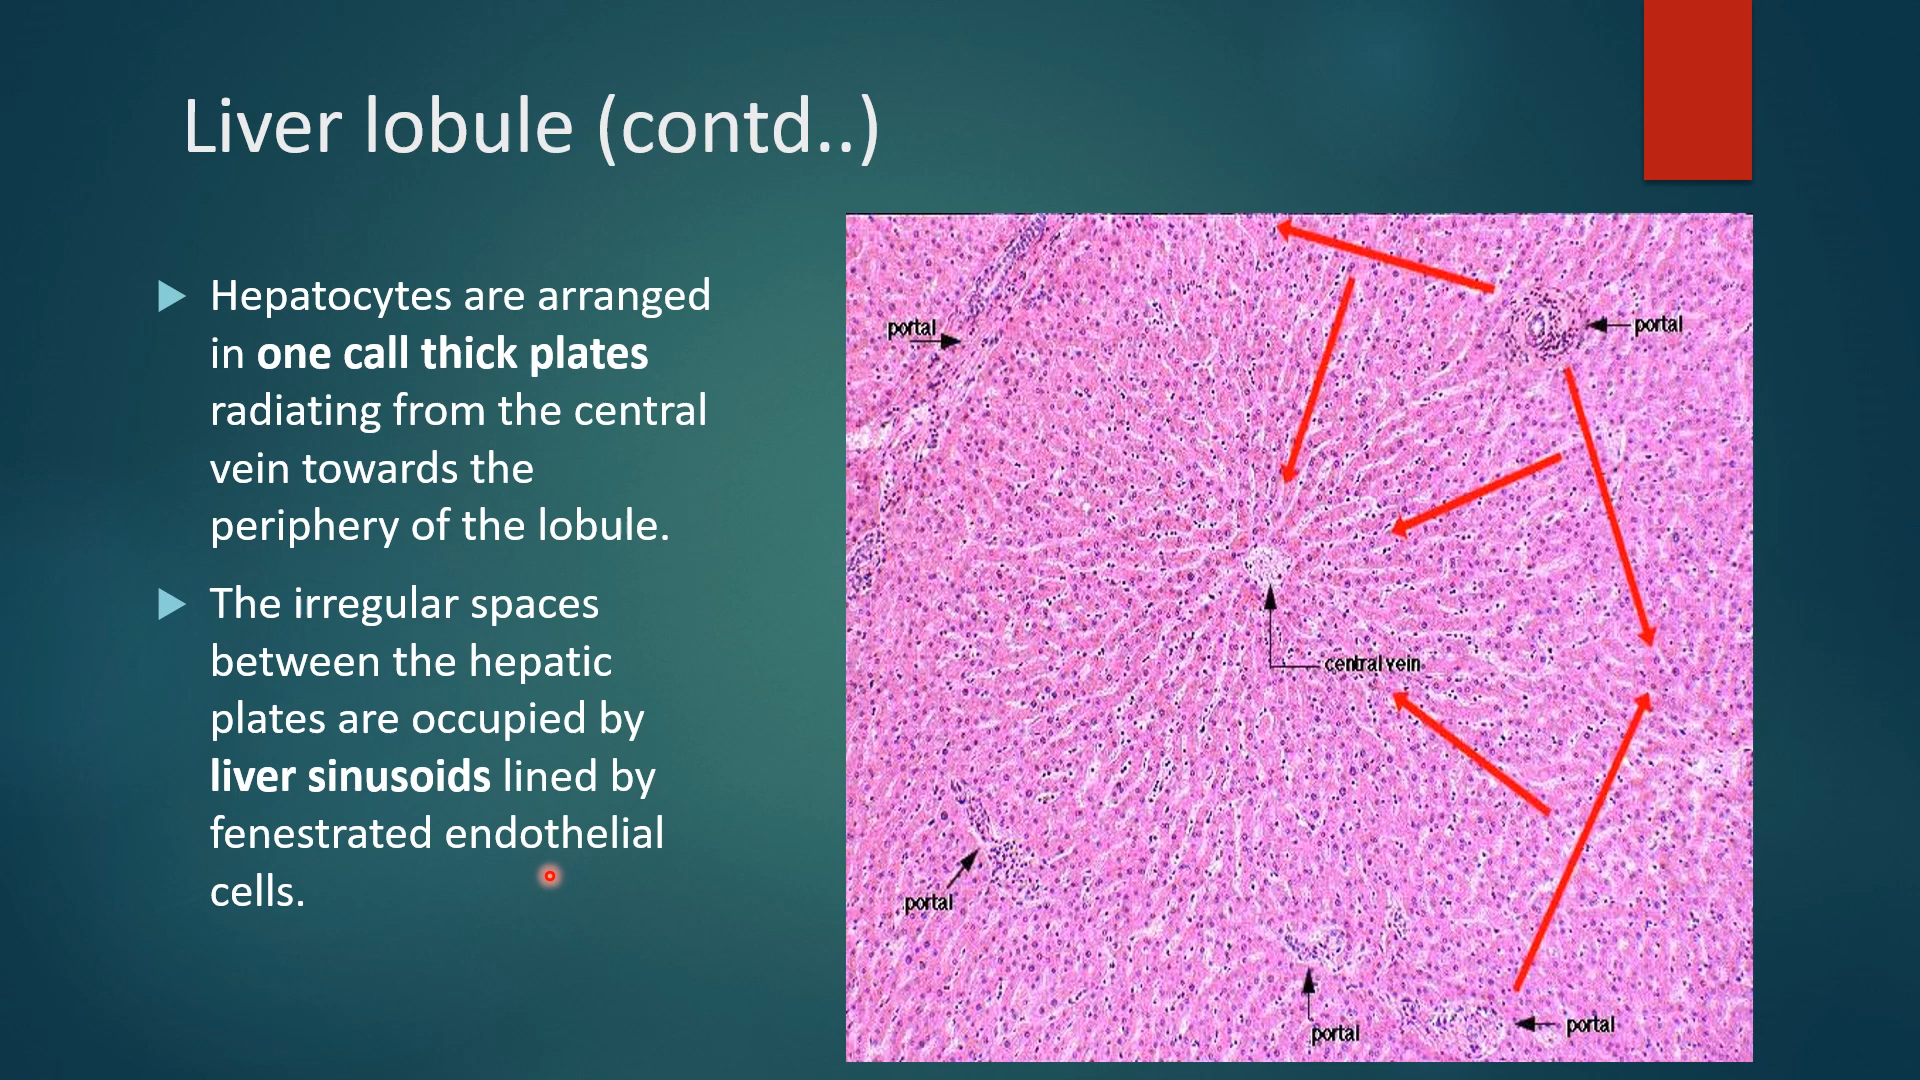 Liver lobule (contd..)
Hepatocytes are arranged
in one call thick plates
radiating from the central
vein towards the
periphery of the lobule.
The irregular spaces
between the hepatic
plates are occupied by
liver sinusoids lined by
fenestrated endothelial
cells.
portal
portal
central vein
portal
portal
portal